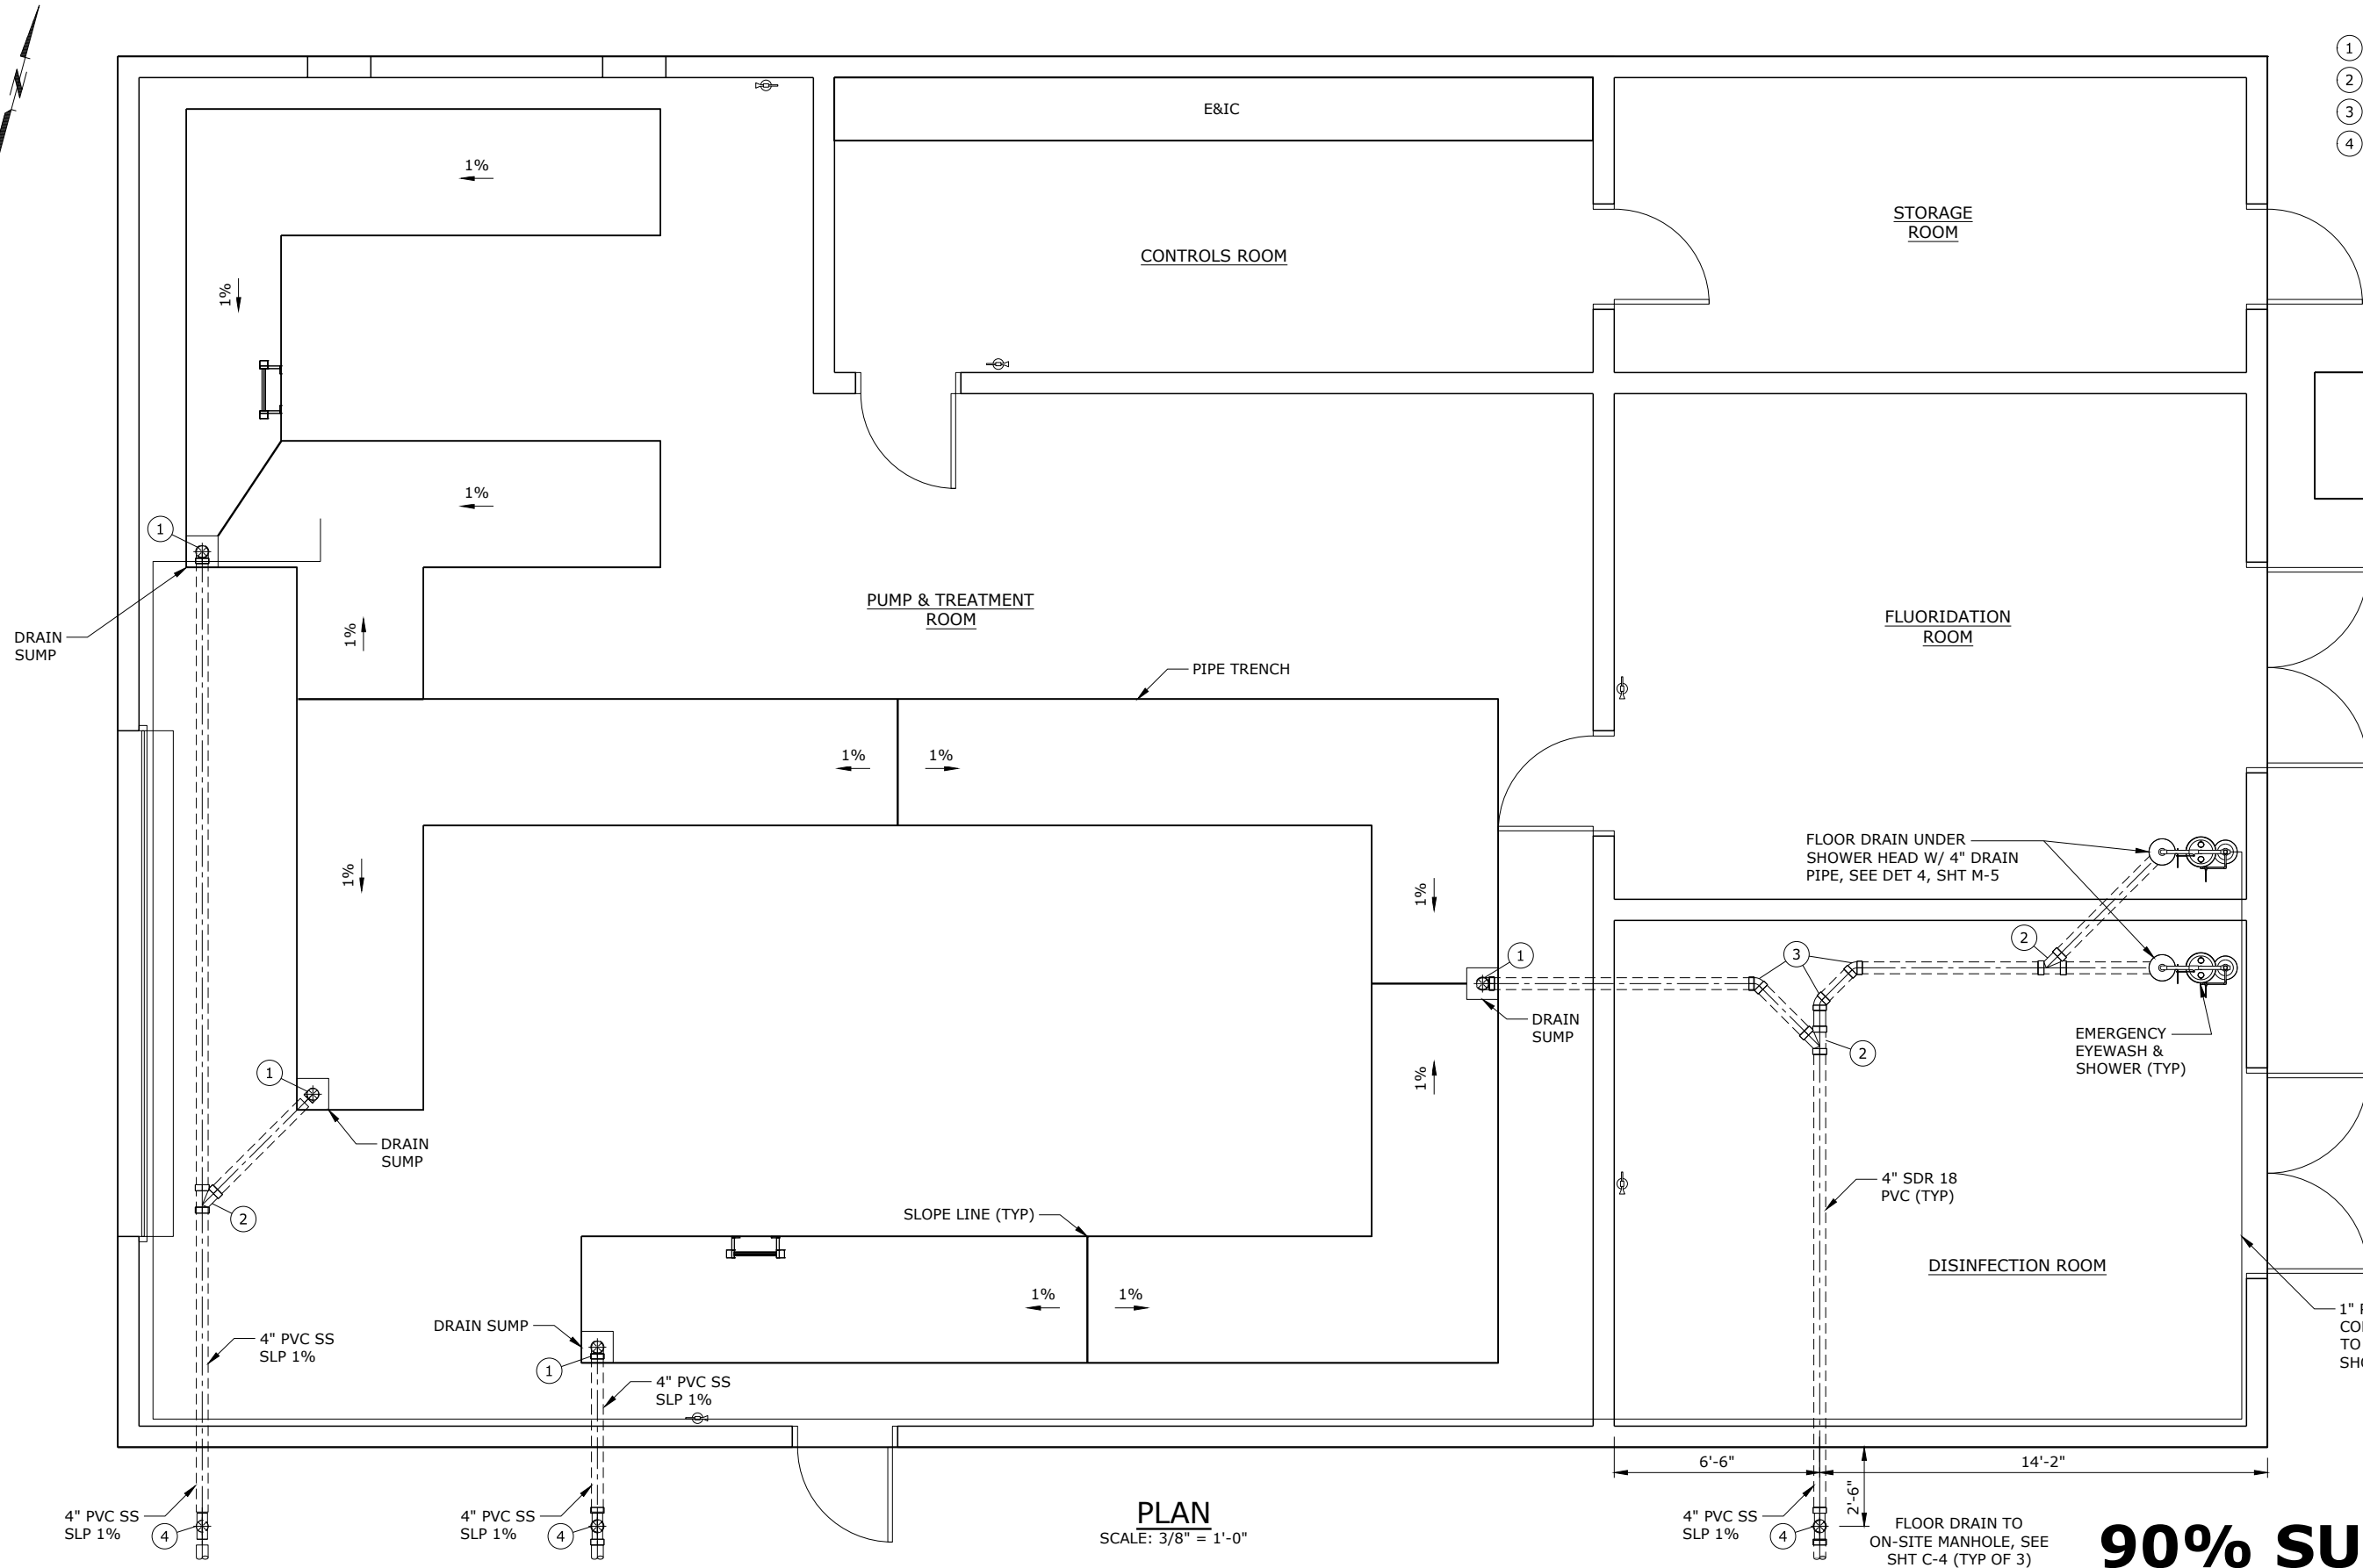 N
1
2
3
4
E&IC
1%
STORAGE
ROOM
CONTROLS ROOM
1%
1%
1
DRAIN
SUMP
1%
PUMP & TREATMENT
ROOM
FLUORIDATION
ROOM
PIPE TRENCH
1%
1%
1%
1%
FLOOR DRAIN UNDER
SHOWER HEAD W/ 4" DRAIN
PIPE, SEE DET 4, SHT M-5
1
3
2
DRAIN
SUMP
2
EMERGENCY
EYEWASH &
SHOWER (TYP)
1%
1
DRAIN
SUMP
2
SLOPE LINE (TYP)
4" SDR 18
PVC (TYP)
DISINFECTION ROOM
1%
1%
DRAIN SUMP
1
4" PVC SS
SLP 1%
4" PVC SS
SLP 1%
1"
TO
6'-6"
14'-2"
2'-6"
4" PVC SS
SLP 1%
4
4" PVC SS
SLP 1%
4
PLAN
SCALE: 3/8" = 1'-0"
4" PVC SS
SLP 1%
4
FLOOR DRAIN TO
ON-SITE MANHOLE, SEE
SHT C-4 (TYP OF 3)
90% SU